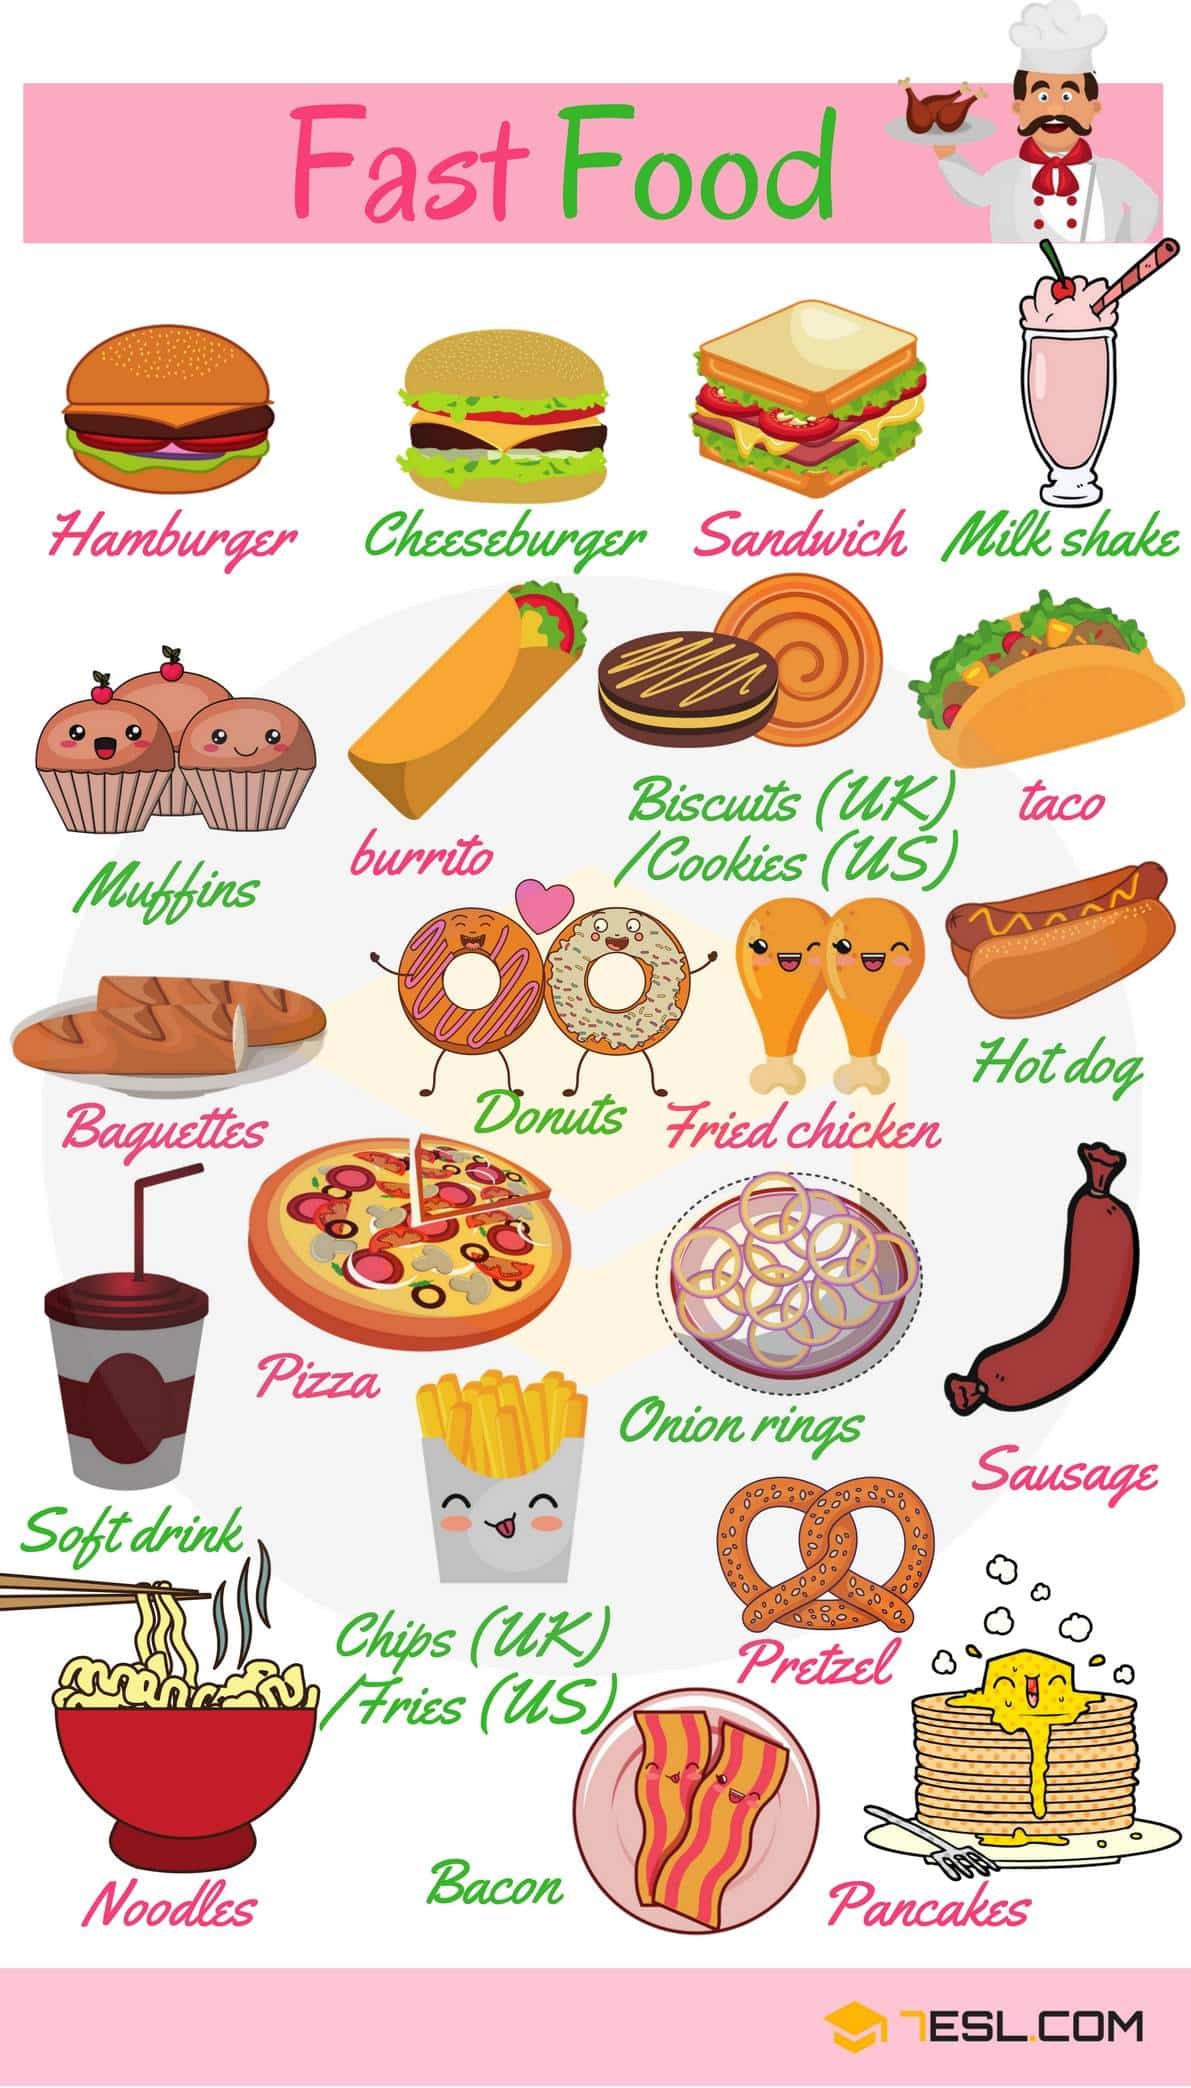 Fast Food
Hamburger
Cheeseburger
Sandwich
Milk shake
Muffins
burrito
Biscuits (UK)
/Cookies (US)
taco
Baguettes
Donuts
Fried chicken
Hot dog
Soft drink
Pizza
Onion rings
Sausage
Chips (UK)
/Fries (US)
Pretzel
Noodles
Bacon
Pancakes
7ESL.COM